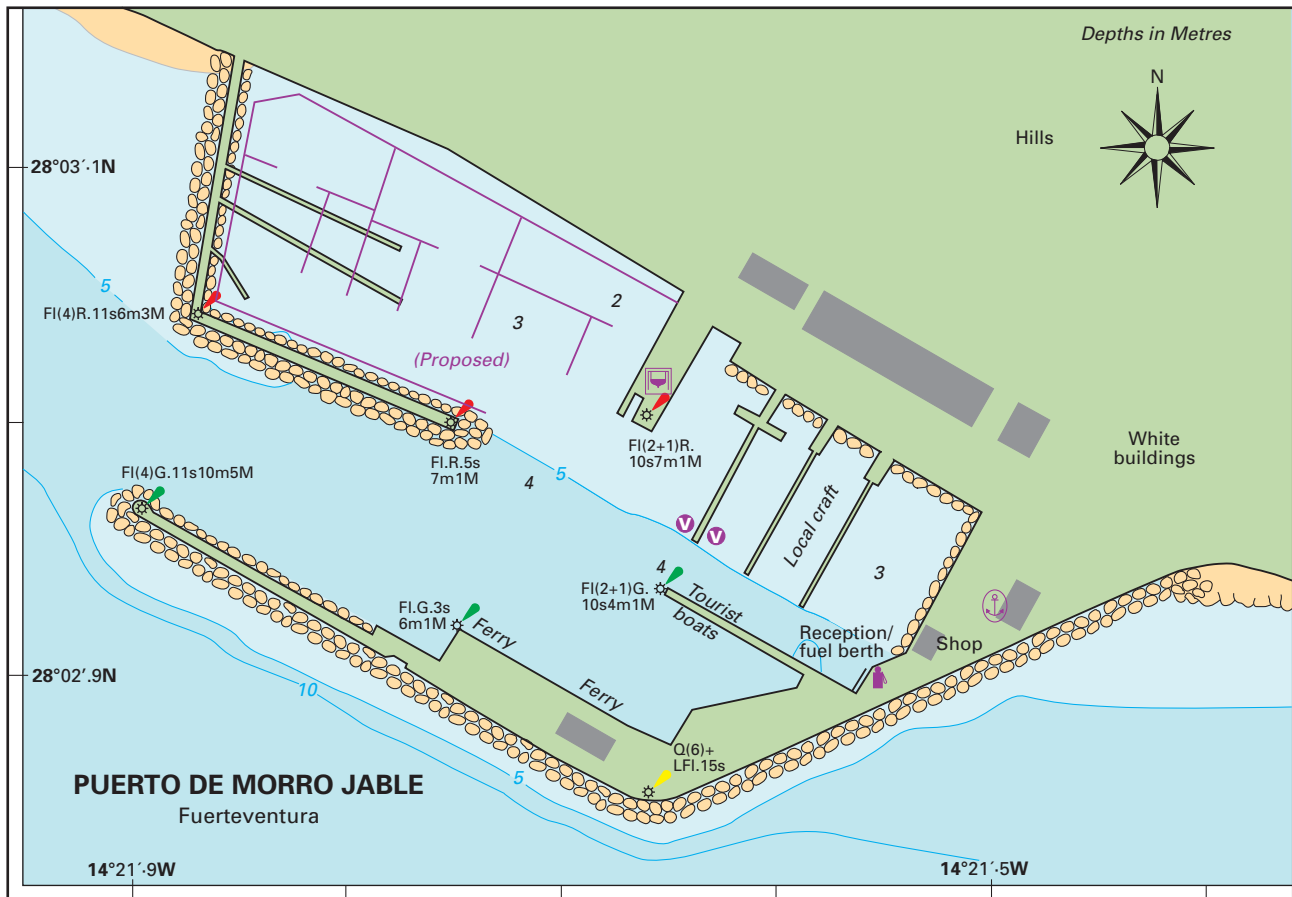 Depths in Metres
N
Hills
28°03´·1N
5
Fl(4)R.11s6m3M
2
3
(Proposed)
Fl(2+1)R.
10s7m1M
White
buildings
Fl.R.5s
7m1M
4
5
Fl(4)G.11s10m5M
V
V
Local craft
3
4
Fl(2+1)G.
10s4m1M
Tourist
boats
Fl.G.3s
6m1M
Ferry
Reception/
fuel berth
Shop
28°02´·9N
10
Ferry
Q(6)+
LFl.15s
5
PUERTO DE MORRO JABLE
Fuerteventura
14°21´·9W
14°21´·5W